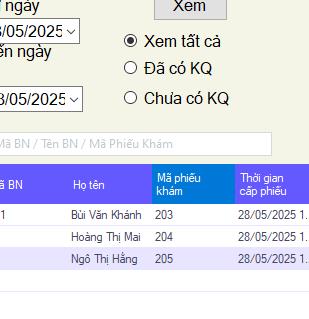 ngày Xem
3/05/2025
Xem tất cả
ến ngày
Đã có KQ
3/05/2025
Chưa có KQ
Mã BN / Tên BN / Mã Phiếu Khám
ã BN Họ tên Mã phiếu khám Thời gian cấp phiếu
1 Bùi Văn Khánh 203 28/05/2025 1.
Hoàng Thị Mai 204 28/05/2025 1.
Ngô Thị Hằng 205 28/05/2025 1.